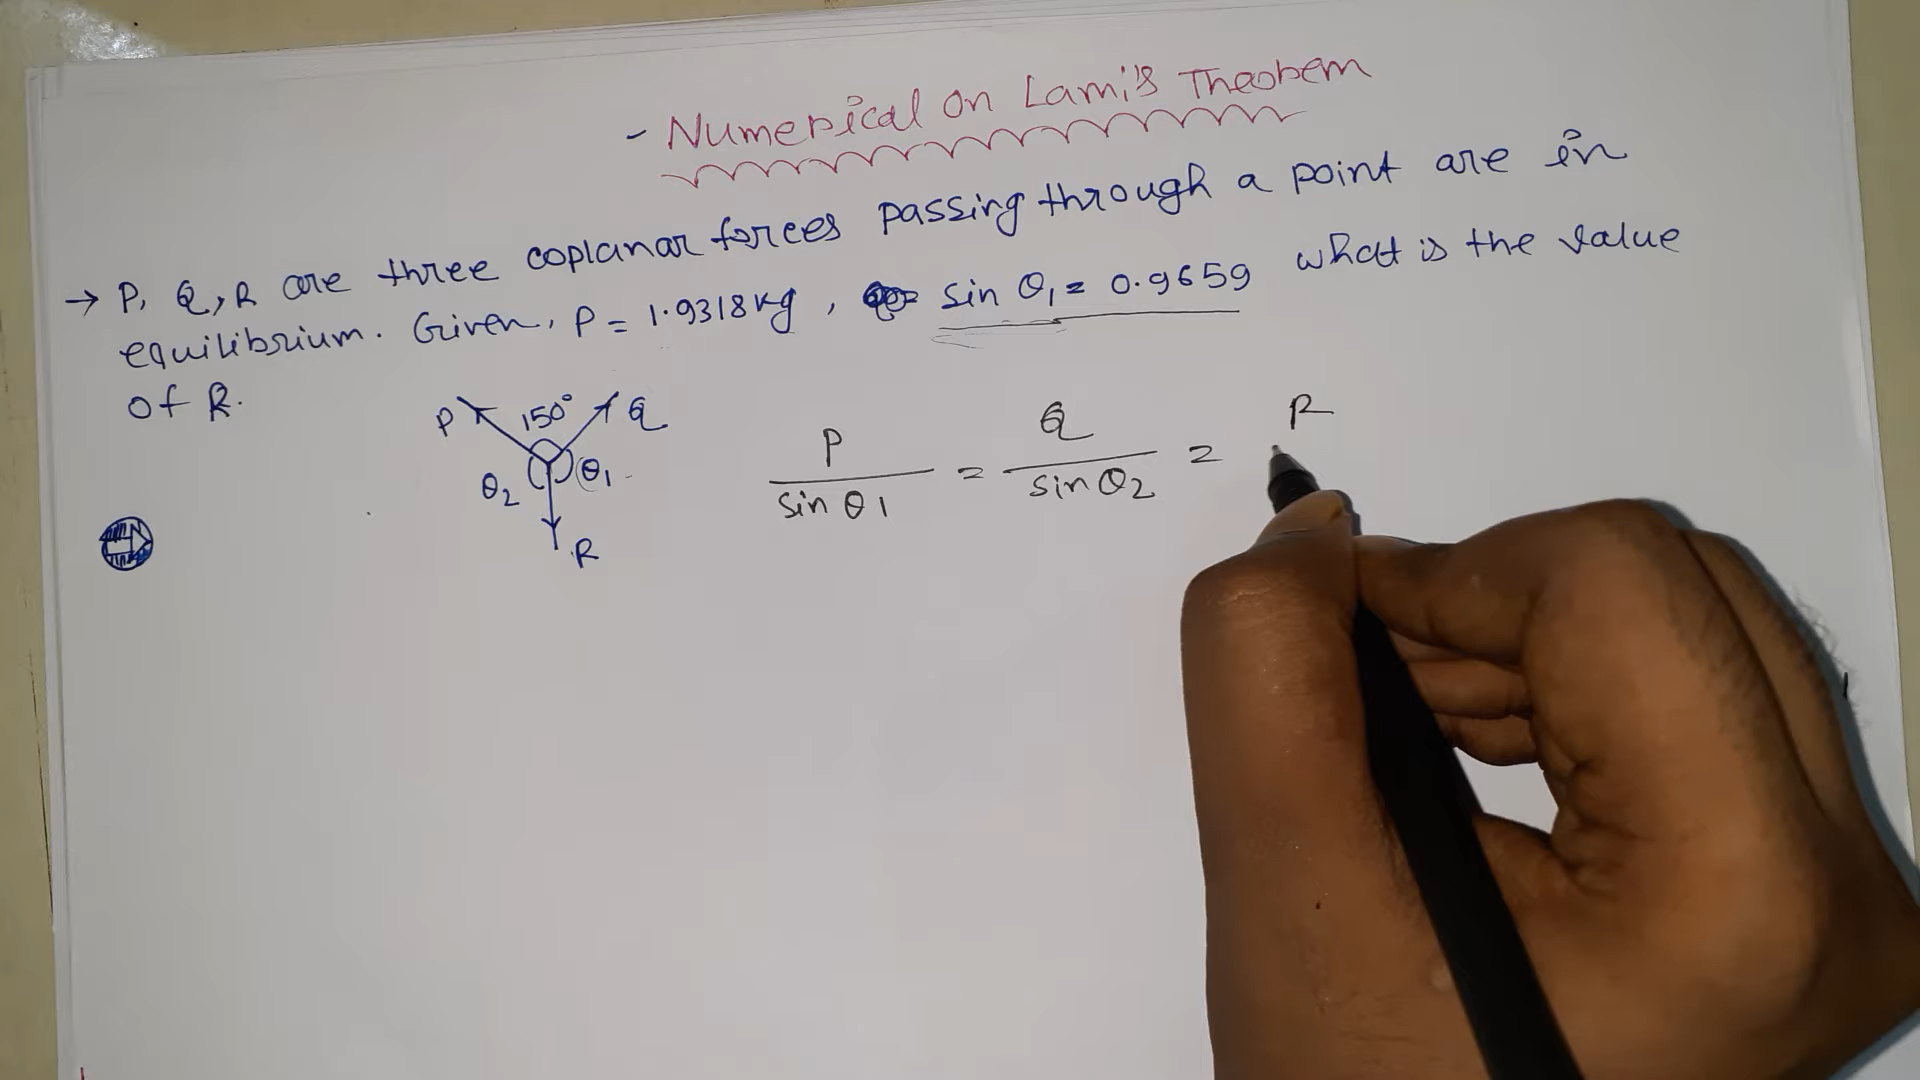 - Numerical On Lami's Theorem
→ P, Q, R are three coplanar forces passing through a point are in
equilibrium. Given, P = 1.9318 kg, sin θ1 = 0.9659 what is the value
of R.
P 150° Q
θ2 θ1
R
P/sin θ1 = Q/sin θ2 = R